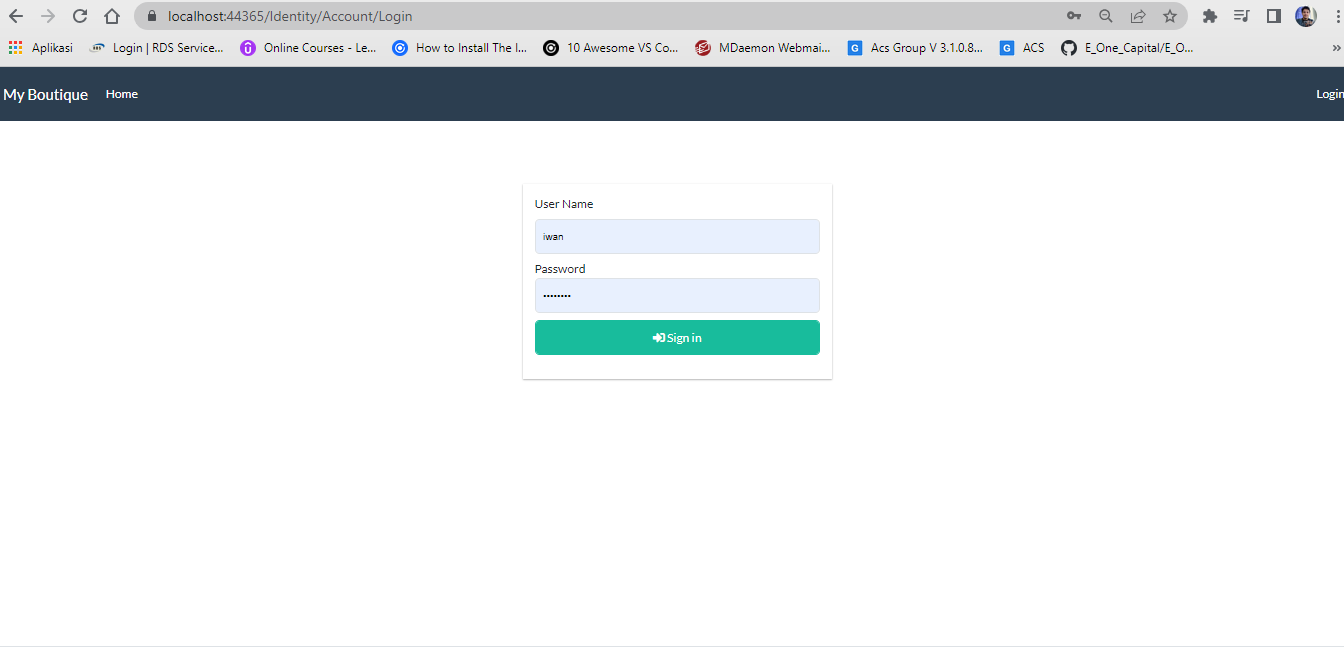 localhost:44365/Identity/Account/Login
Aplikasi Login | RDS Service... Online Courses - Le... How to Install The I... 10 Awesome VS Co... MDaemon Webmai... Acs Group V 3.1.0.8... ACS E_One_Capital/E_O... »
My Boutique Home Login
User Name
iwan
Password
••••••••
Sign in